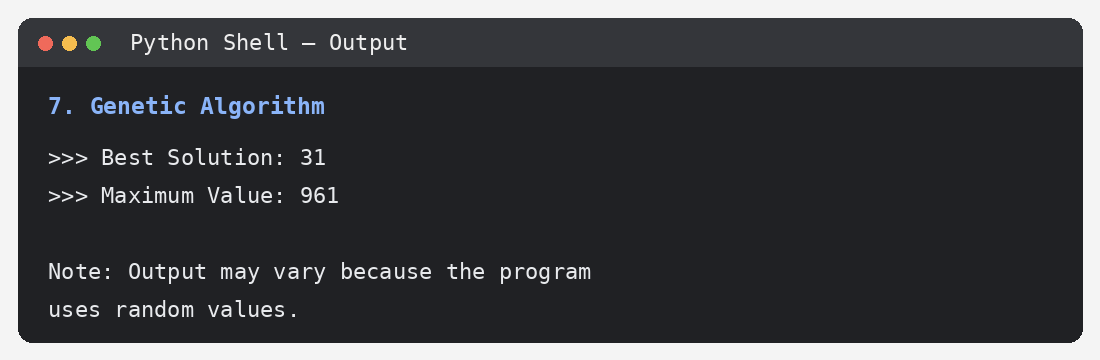 Python Shell — Output
7. Genetic Algorithm
>>> Best Solution: 31
>>> Maximum Value: 961
Note: Output may vary because the program
uses random values.